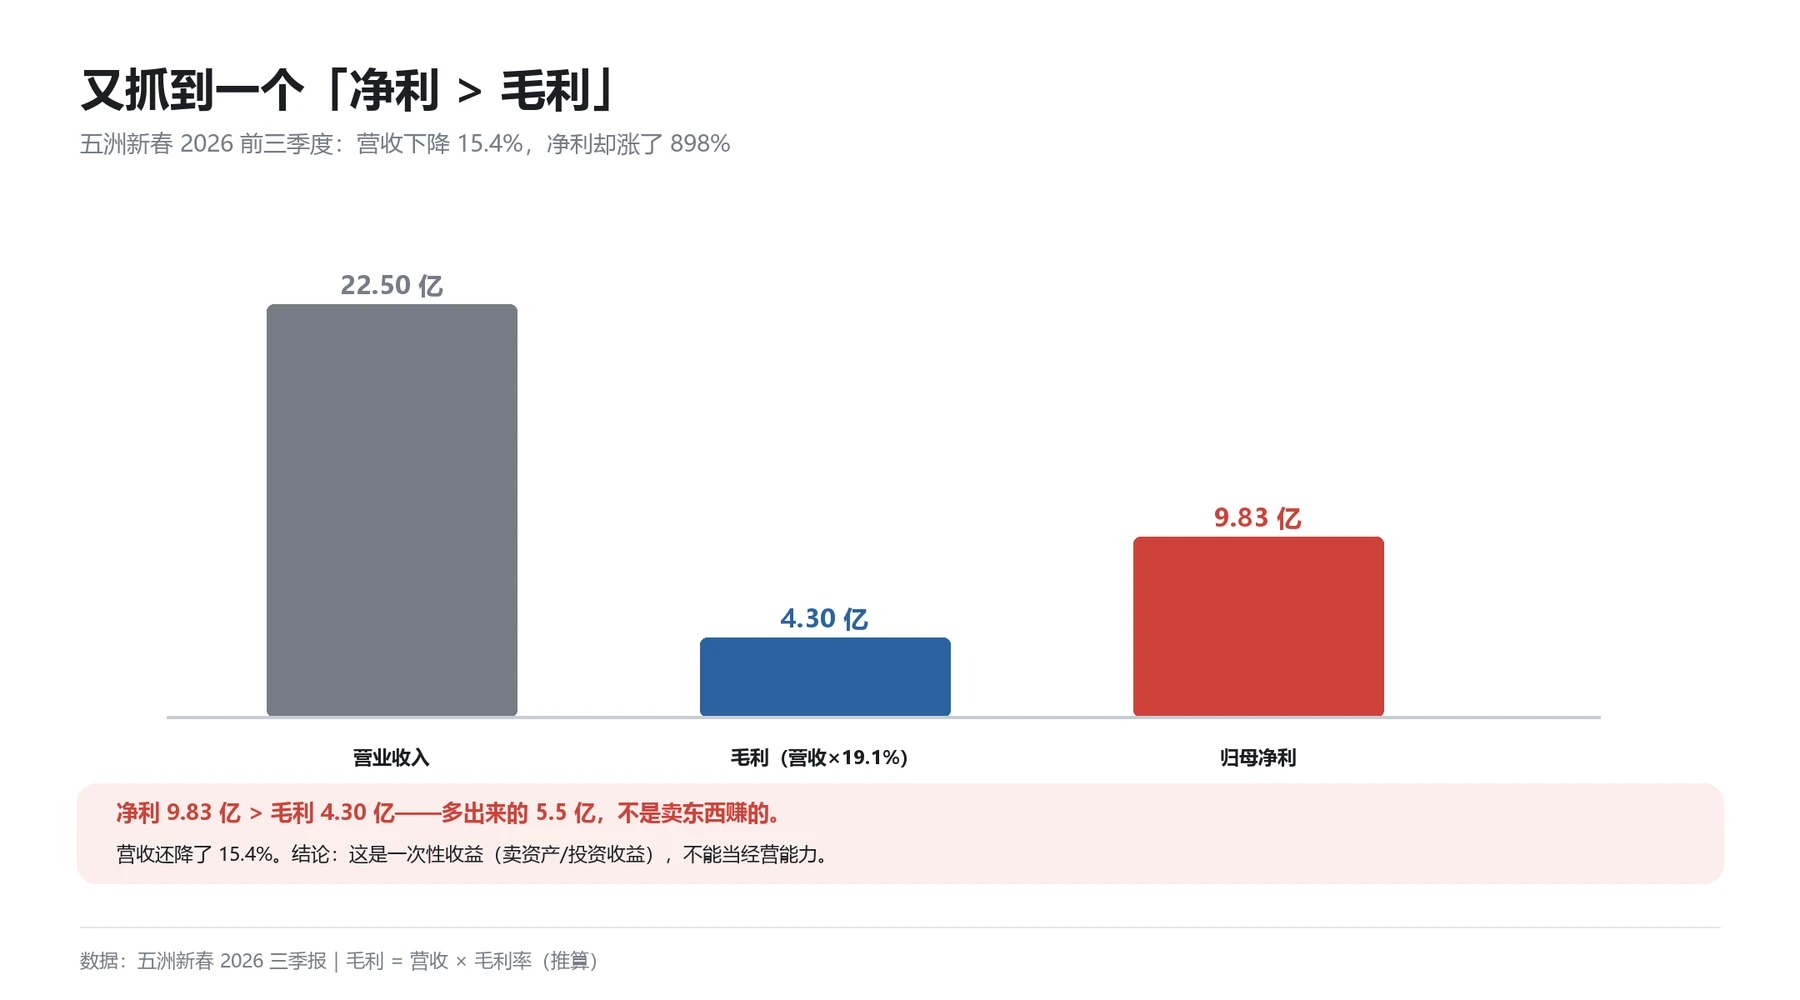 又抓到一个「净利 > 毛利」
五洲新春 2026 前三季度：营收下降 15.4%，净利却涨了 898%
22.50 亿
4.30 亿
9.83 亿
营业收入
毛利（营收×19.1%）
归母净利
净利 9.83 亿 > 毛利 4.30 亿——多出来的 5.5 亿，不是卖东西赚的。
营收还降了 15.4%。结论：这是一次性收益（卖资产/投资收益），不能当经营能力。
数据：五洲新春 2026 三季报 | 毛利 = 营收 × 毛利率（推算）